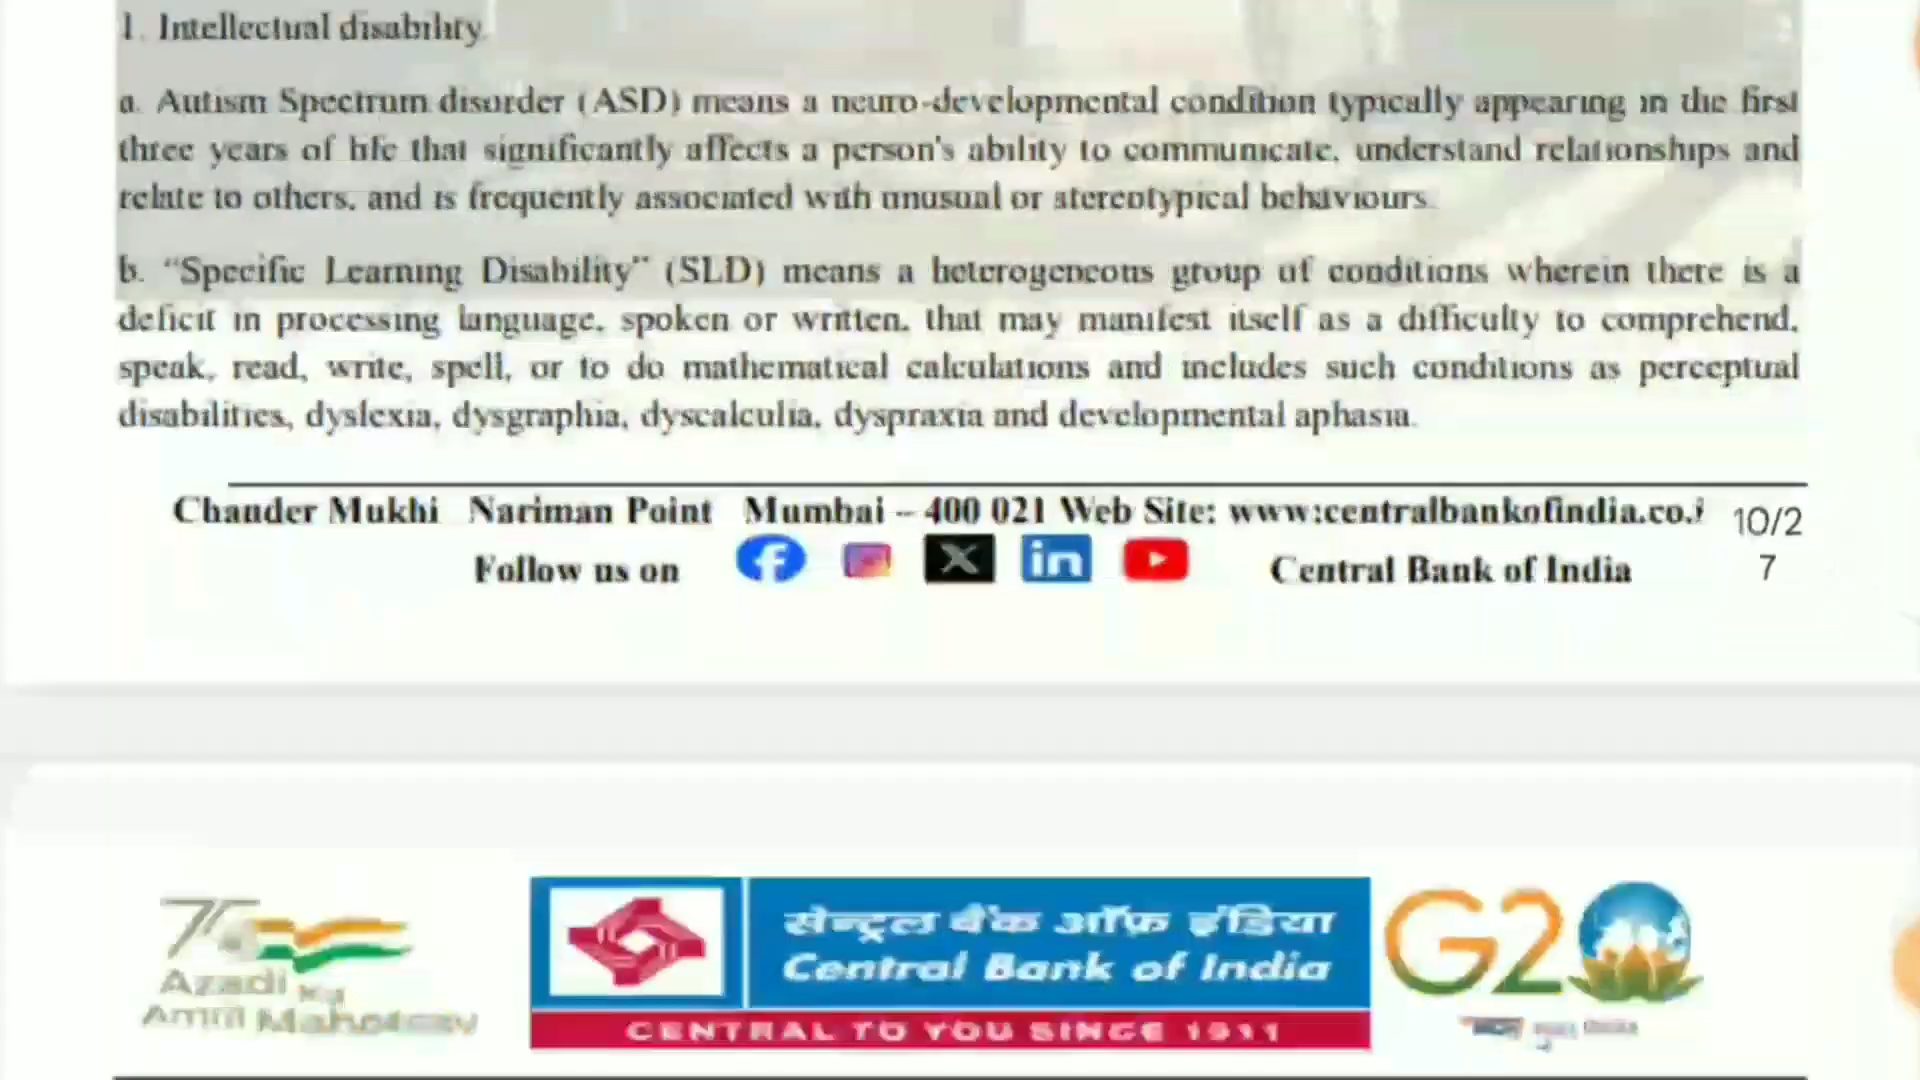 1. Intellectual disability
a. Autism Spectrum disorder (ASD) means a neuro-developmental condition typically appearing in the first
three years of life that significantly affects a person's ability to communicate, understand relationships and
relate to others, and is frequently associated with unusual or stereotypical behaviours.
b. “Specific Learning Disability” (SLD) means a heterogeneous group of conditions wherein there is a
deficit in processing language, spoken or written, that may manifest itself as a difficulty to comprehend,
speak, read, write, spell, or to do mathematical calculations and includes such conditions as perceptual
disabilities, dyslexia, dysgraphia, dyscalculia, dyspraxia and developmental aphasia.
Chander Mukhi Nariman Point Mumbai – 400 021 Web Site: www:centralbankofindia.co.i
10/2
7
Follow us on Central Bank of India
Azadi Ka
Amrit Mahotsav
सेन्ट्रल बैंक ऑफ़ इंडिया
Central Bank of India
CENTRAL TO YOU SINCE 1911
G20